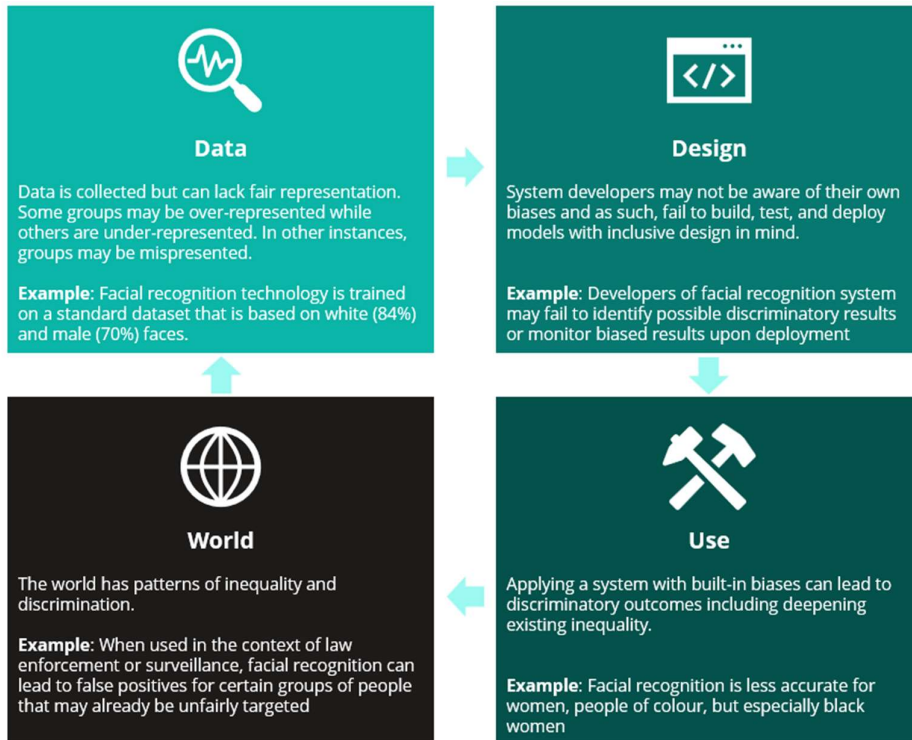 Data
Data is collected but can lack fair representation.
Some groups may be over-represented while
others are under-represented. In other instances,
groups may be mispresented.
Example: Facial recognition technology is trained
on a standard dataset that is based on white (84%)
and male (70%) faces.
</>
Design
System developers may not be aware of their own
biases and as such, fail to build, test, and deploy
models with inclusive design in mind.
Example: Developers of facial recognition system
may fail to identify possible discriminatory results
or monitor biased results upon deployment
World
The world has patterns of inequality and
discrimination.
Example: When used in the context of law
enforcement or surveillance, facial recognition can
lead to false positives for certain groups of people
that may already be unfairly targeted
Use
Applying a system with built-in biases can lead to
discriminatory outcomes including deepening
existing inequality.
Example: Facial recognition is less accurate for
women, people of colour, but especially black
women